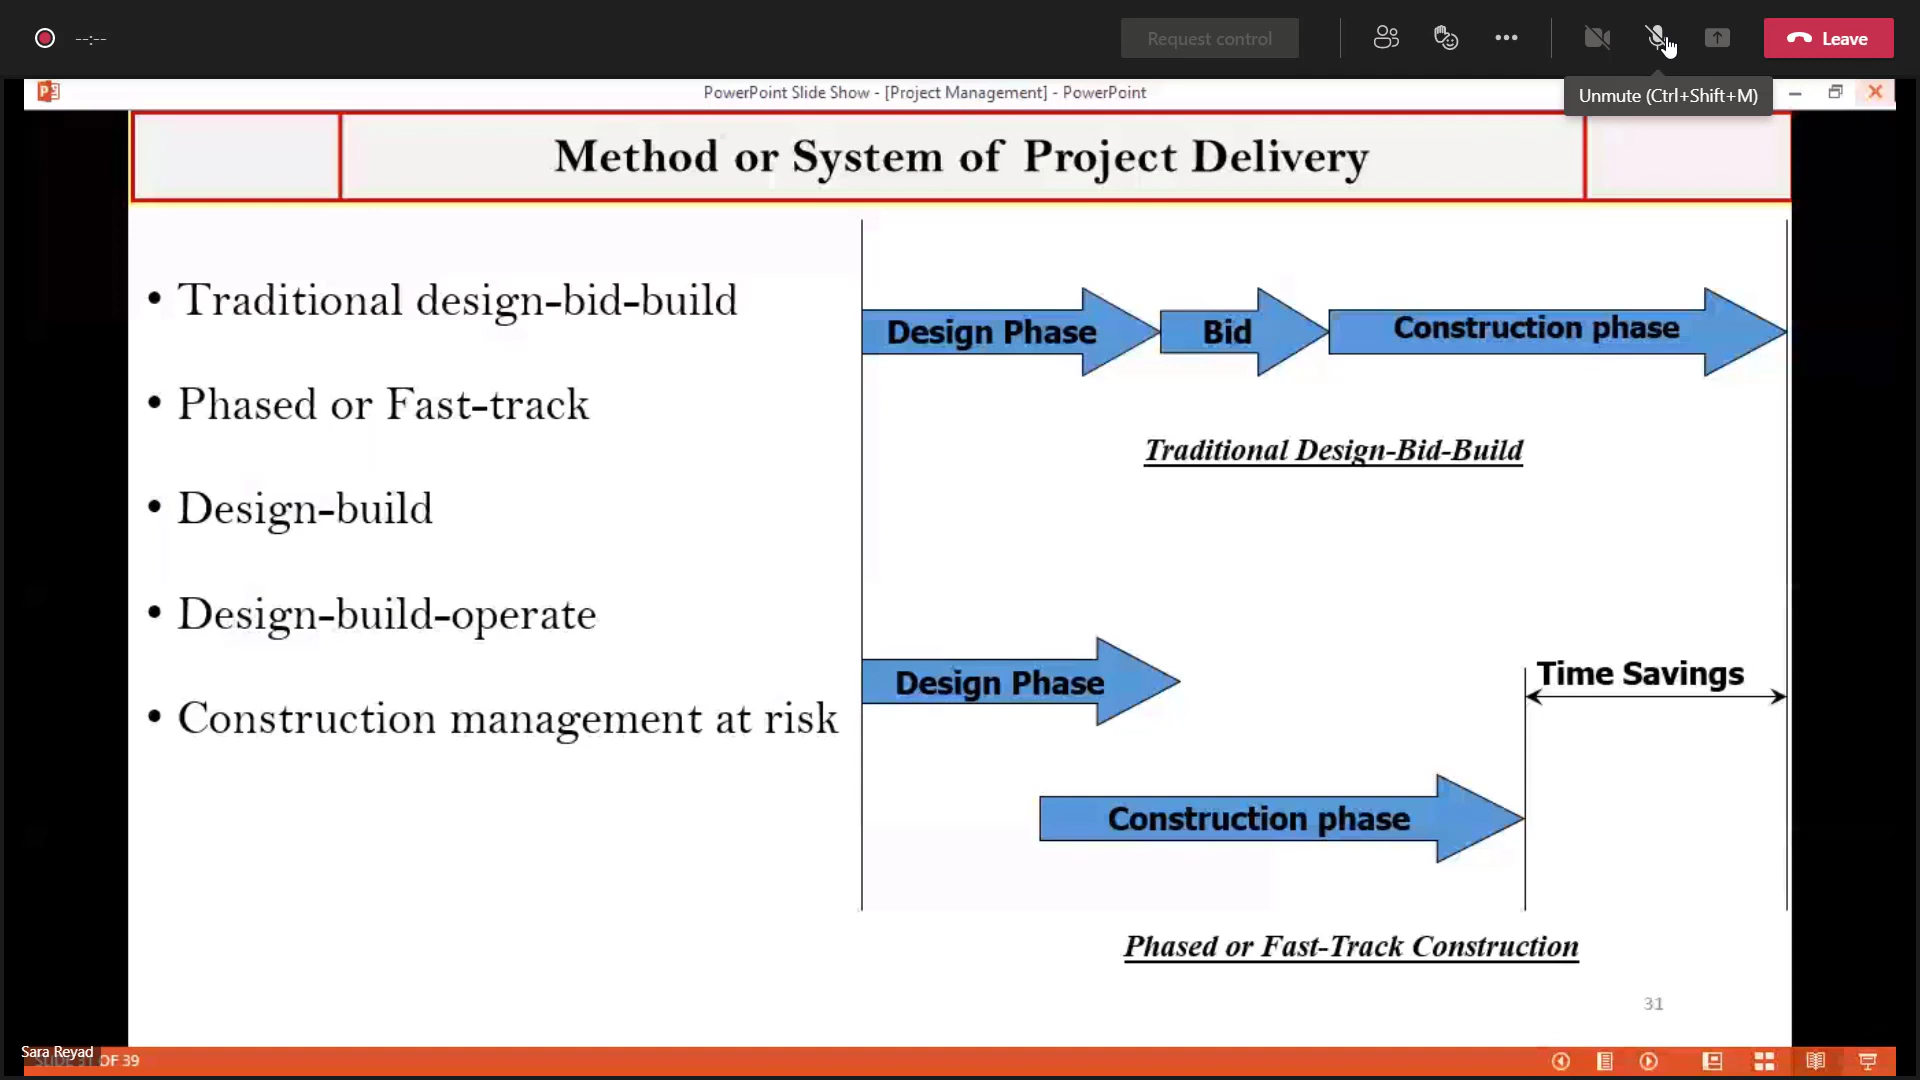 --:--
Request control
Leave
PowerPoint Slide Show - [Project Management] - PowerPoint
Unmute (Ctrl+Shift+M)
Method or System of Project Delivery
• Traditional design-bid-build
• Phased or Fast-track
• Design-build
• Design-build-operate
• Construction management at risk
Design Phase
Bid
Construction phase
Traditional Design-Bid-Build
Design Phase
Time Savings
Construction phase
Phased or Fast-Track Construction
31
Sara Reyad
SLIDE 31 OF 39